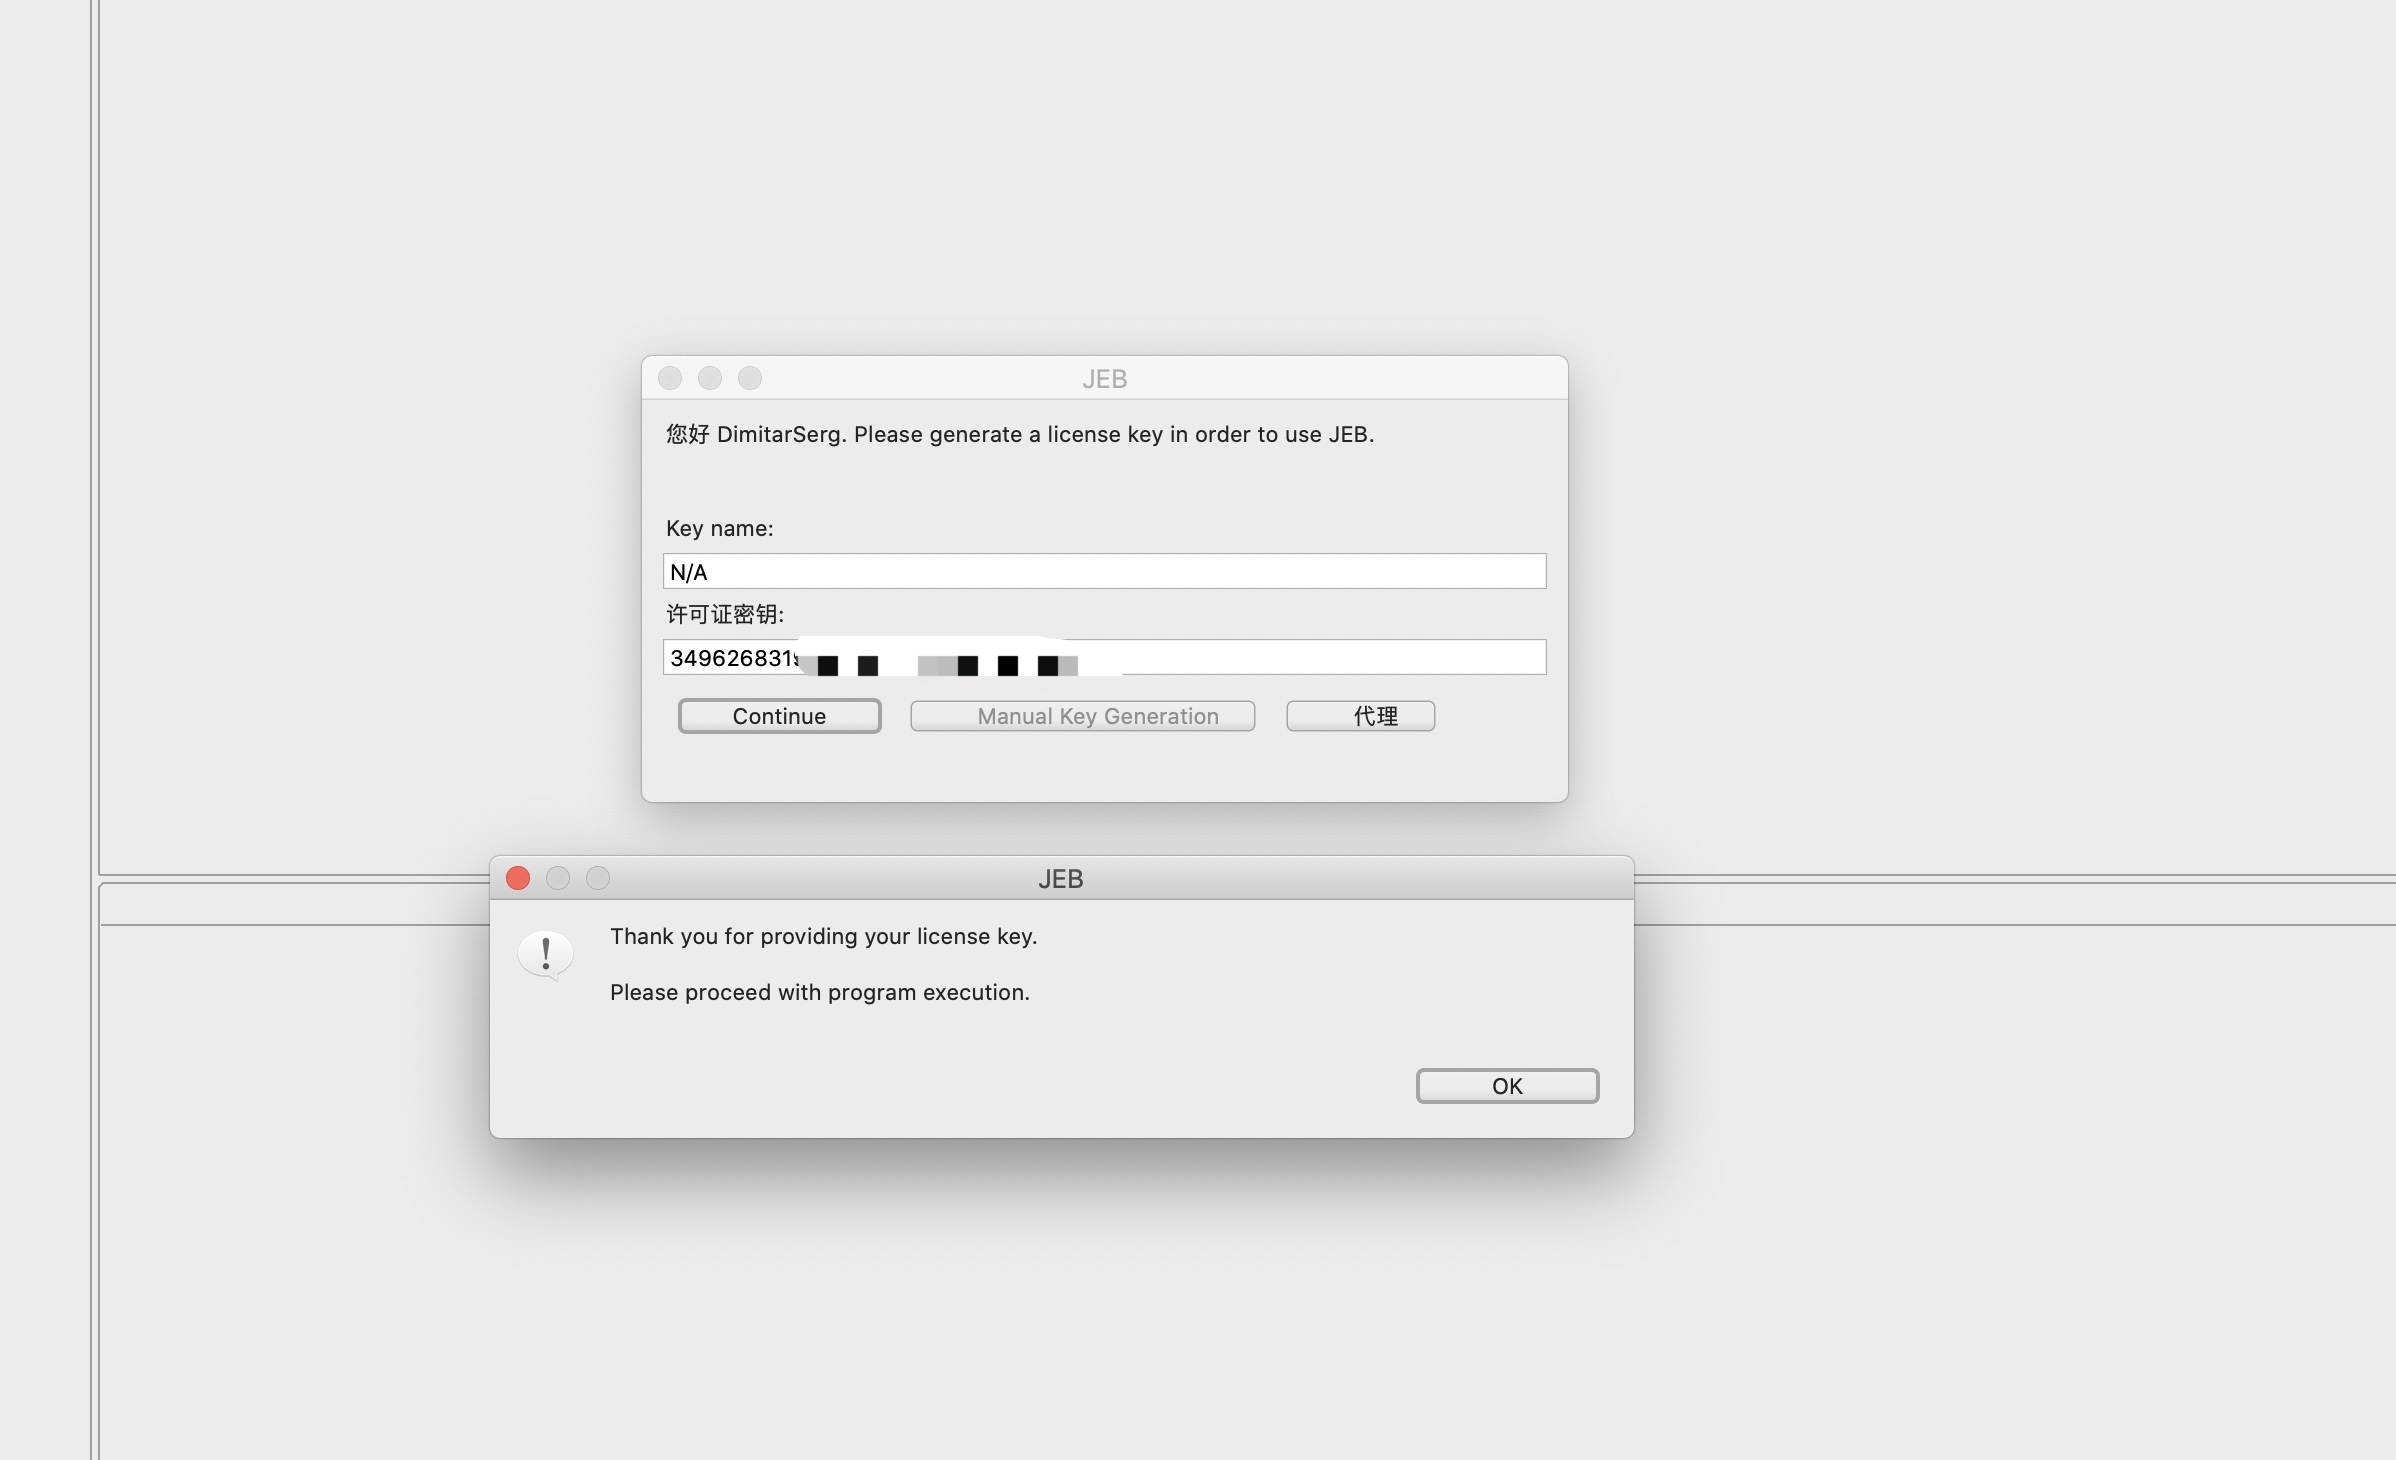 JEB
您好 DimitarSerg. Please generate a license key in order to use JEB.
Key name:
N/A
许可证密钥:
349626831
Continue
Manual Key Generation
代理
JEB
Thank you for providing your license key.
Please proceed with program execution.
OK